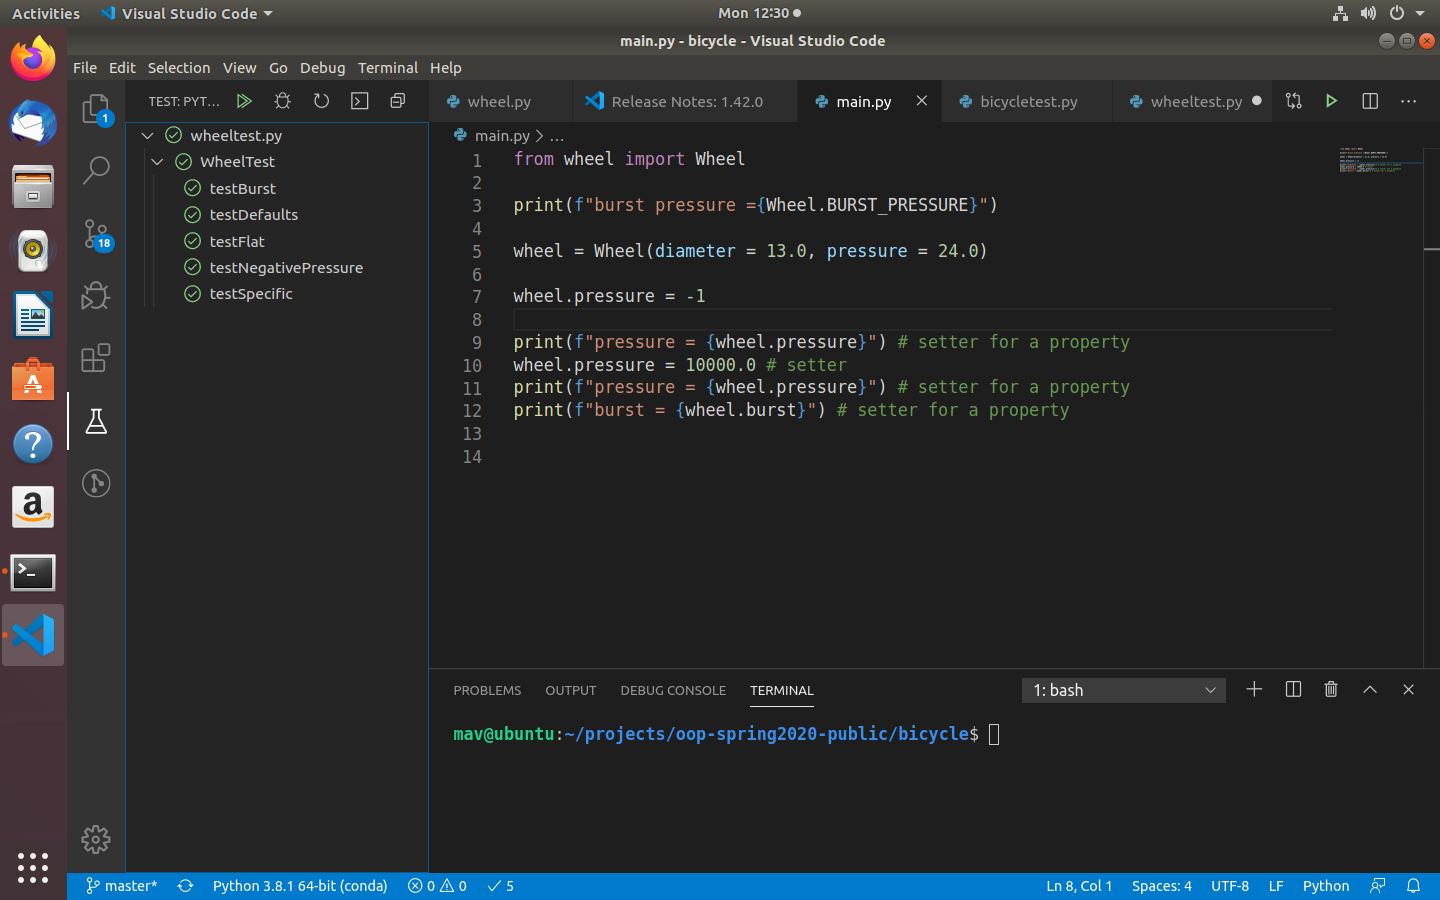 Activities
Visual Studio Code
Mon 12:30
main.py - bicycle - Visual Studio Code
File Edit Selection View Go Debug Terminal Help
TEST: PYT...
wheel.py
Release Notes: 1.42.0
main.py
bicycletest.py
wheeltest.py
1
18
wheeltest.py
WheelTest
testBurst
testDefaults
testFlat
testNegativePressure
testSpecific
main.py > ...
1 from wheel import Wheel
2
3 print(f"burst pressure ={Wheel.BURST_PRESSURE}")
4
5 wheel = Wheel(diameter = 13.0, pressure = 24.0)
6
7 wheel.pressure = -1
8
9 print(f"pressure = {wheel.pressure}") # setter for a property
10 wheel.pressure = 10000.0 # setter
11 print(f"pressure = {wheel.pressure}") # setter for a property
12 print(f"burst = {wheel.burst}") # setter for a property
13
14
PROBLEMS OUTPUT DEBUG CONSOLE TERMINAL
1: bash
mav@ubuntu:~/projects/oop-spring2020-public/bicycle$
master* Python 3.8.1 64-bit (conda) 0 0 5
Ln 8, Col 1 Spaces: 4 UTF-8 LF Python